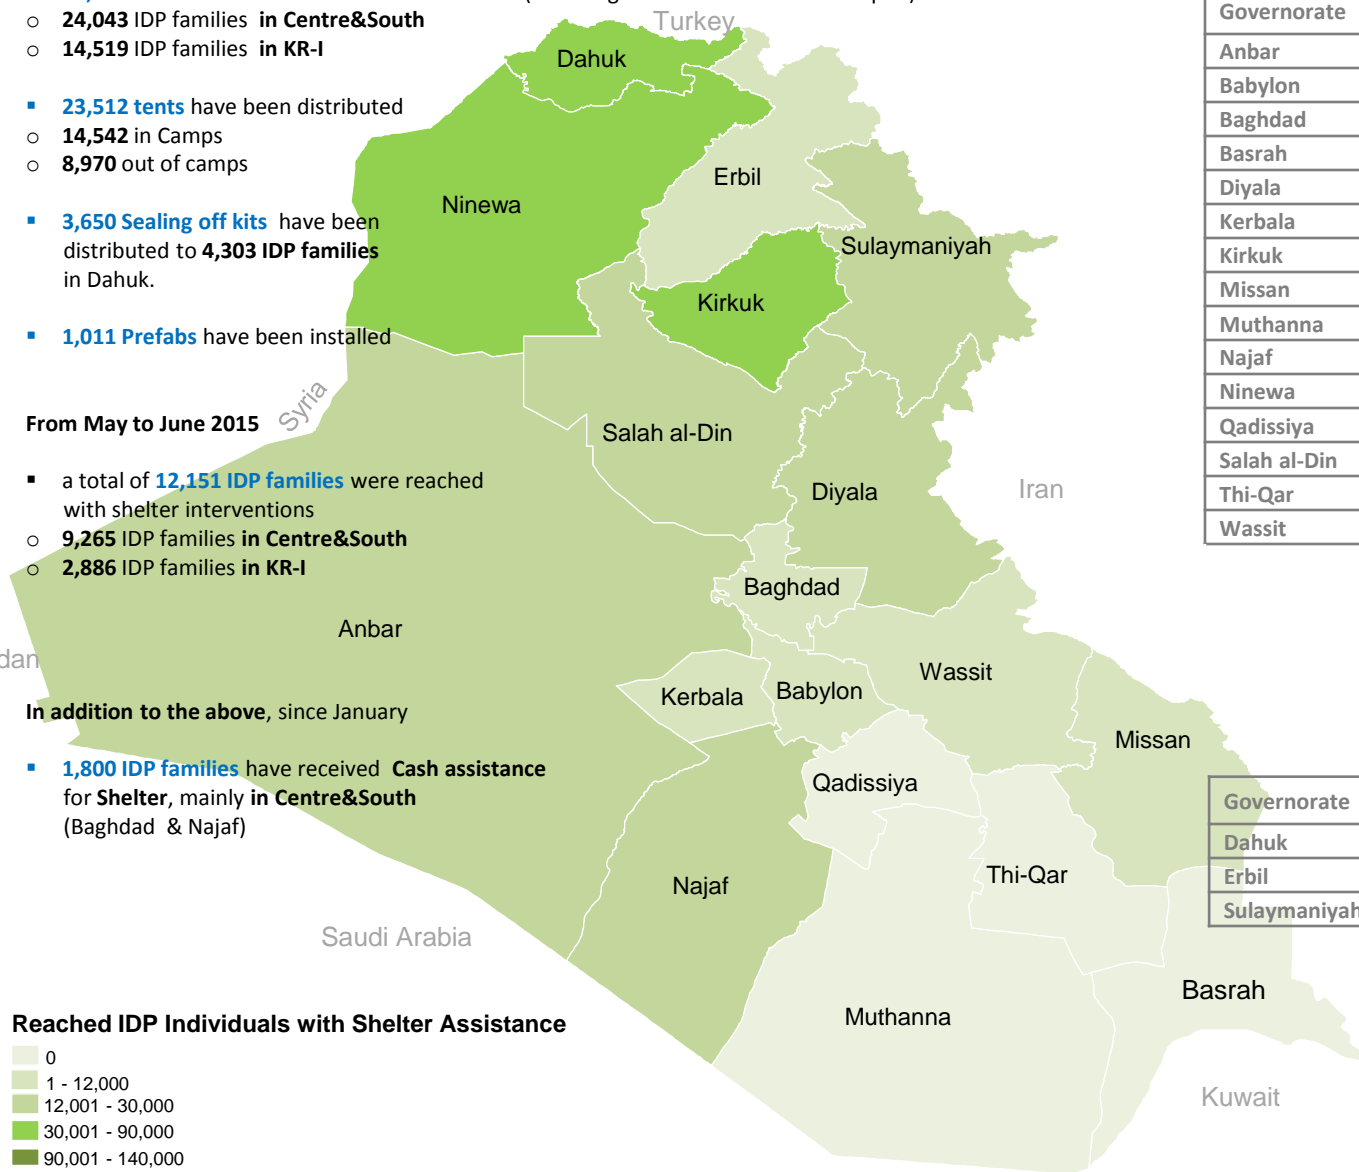 o 24,043 IDP families in Centre&South
o 14,519 IDP families in KR-I
▪ 23,512 tents have been distributed
o 14,542 in Camps
o 8,970 out of camps
▪ 3,650 Sealing off kits have been
distributed to 4,303 IDP families
in Dahuk.
▪ 1,011 Prefabs have been installed
From May to June 2015
▪ a total of 12,151 IDP families were reached
with shelter interventions
o 9,265 IDP families in Centre&South
o 2,886 IDP families in KR-I
In addition to the above, since January
▪ 1,800 IDP families have received Cash assistance
for Shelter, mainly in Centre&South
(Baghdad & Najaf)
Turkey
Dahuk
Erbil
Ninewa
Sulaymaniyah
Kirkuk
Syria
Salah al-Din
Diyala
Iran
Baghdad
Anbar
dan
Wassit
Kerbala
Babylon
Missan
Qadissiya
Thi-Qar
Najaf
Saudi Arabia
Basrah
Muthanna
Kuwait
Governorate
Anbar
Babylon
Baghdad
Basrah
Diyala
Kerbala
Kirkuk
Missan
Muthanna
Najaf
Ninewa
Qadissiya
Salah al-Din
Thi-Qar
Wassit
Governorate
Dahuk
Erbil
Sulaymaniyah
Reached IDP Individuals with Shelter Assistance
0
1 - 12,000
12,001 - 30,000
30,001 - 90,000
90,001 - 140,000